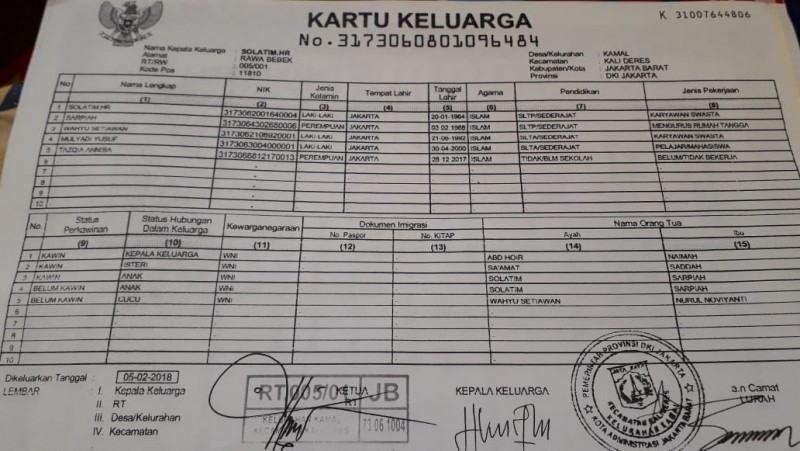 KARTU KELUARGA
No.3173060801096484
K 3100T644806
Nama Kepala Keluarga : SOLATIM.HR
Alamat : RAWA BEBEK
RT/RW : 005/001
Kode Pos : 11810
Desa/Kelurahan : KAMAL
Kecamatan : KALI DERES
Kabupaten/Kota : JAKARTA BARAT
Provinsi : DKI JAKARTA
No Nama Lengkap NIK Jenis Kelamin Tempat Lahir Tanggal Lahir Agama Pendidikan Jenis Pekerjaan
(1) (2) (3) (4) (5) (6) (7) (8)
1 SOLATIM.HR 3173062001640004 LAKI-LAKI JAKARTA 20-01-1964 ISLAM SLTP/SEDERAJAT KARYAWAN SWASTA
2 SARPIAH 3173064302680006 PEREMPUAN JAKARTA 03 02 1968 ISLAM SLTP/SEDERAJAT MENGURUS RUMAH TANGGA
3 WAHYU SETIAWAN 3173062106920001 LAKI LAKI JAKARTA 21-06-1992 ISLAM SLTA/SEDERAJAT KARYAWAN SWASTA
4 MULYADI YUSUF 3173063004000001 LAKI LAKI JAKARTA 30-04-2000 ISLAM SLTA/SEDERAJAT PELAJAR/MAHASISWA
5 ANNISA 3173066812170013 PEREMPUAN JAKARTA 28 12 2017 ISLAM TIDAK/BLM SEKOLAH BELUM/TIDAK BEKERJA
6 -
7 -
8 -
9 -
10 -
No. Status Perkawinan Status Hubungan Dalam Keluarga Kewarganegaraan Dokumen Imigrasi Nama Orang Tua
No. Paspor No. KITAP Ayah Ibu
(9) (10) (11) (12) (13) (14) (15)
1 KAWIN KEPALA KELUARGA WNI ABD HOIR NAIMAH
2 KAWIN ISTERI WNI SA'AMAT SADDAH
3 KAWIN ANAK WNI SOLATIM SARPIAH
4 BELUM KAWIN ANAK WNI SOLATIM SARPIAH
5 BELUM KAWIN CUCU WNI WAHYU SETIAWAN NURUL NOVIYANTI
6
7
8
9
10
Dikeluarkan Tanggal : 05-02-2018
LEMBAR : I. Kepala Keluarga
II. RT
III. Desa/Kelurahan
IV. Kecamatan
RT.005/0 JB
KETUA RT
KELURAHAN KAMAL
73.06.1004
KEPALA KELUARGA
PEMERINTAH PROVINSI DKI JAKARTA
JAYA RAYA
KECAMATAN KALIDERES
KELURAHAN KAMAL
KOTA ADMINISTRASI JAKARTA BARAT
a.n Camat
LURAH